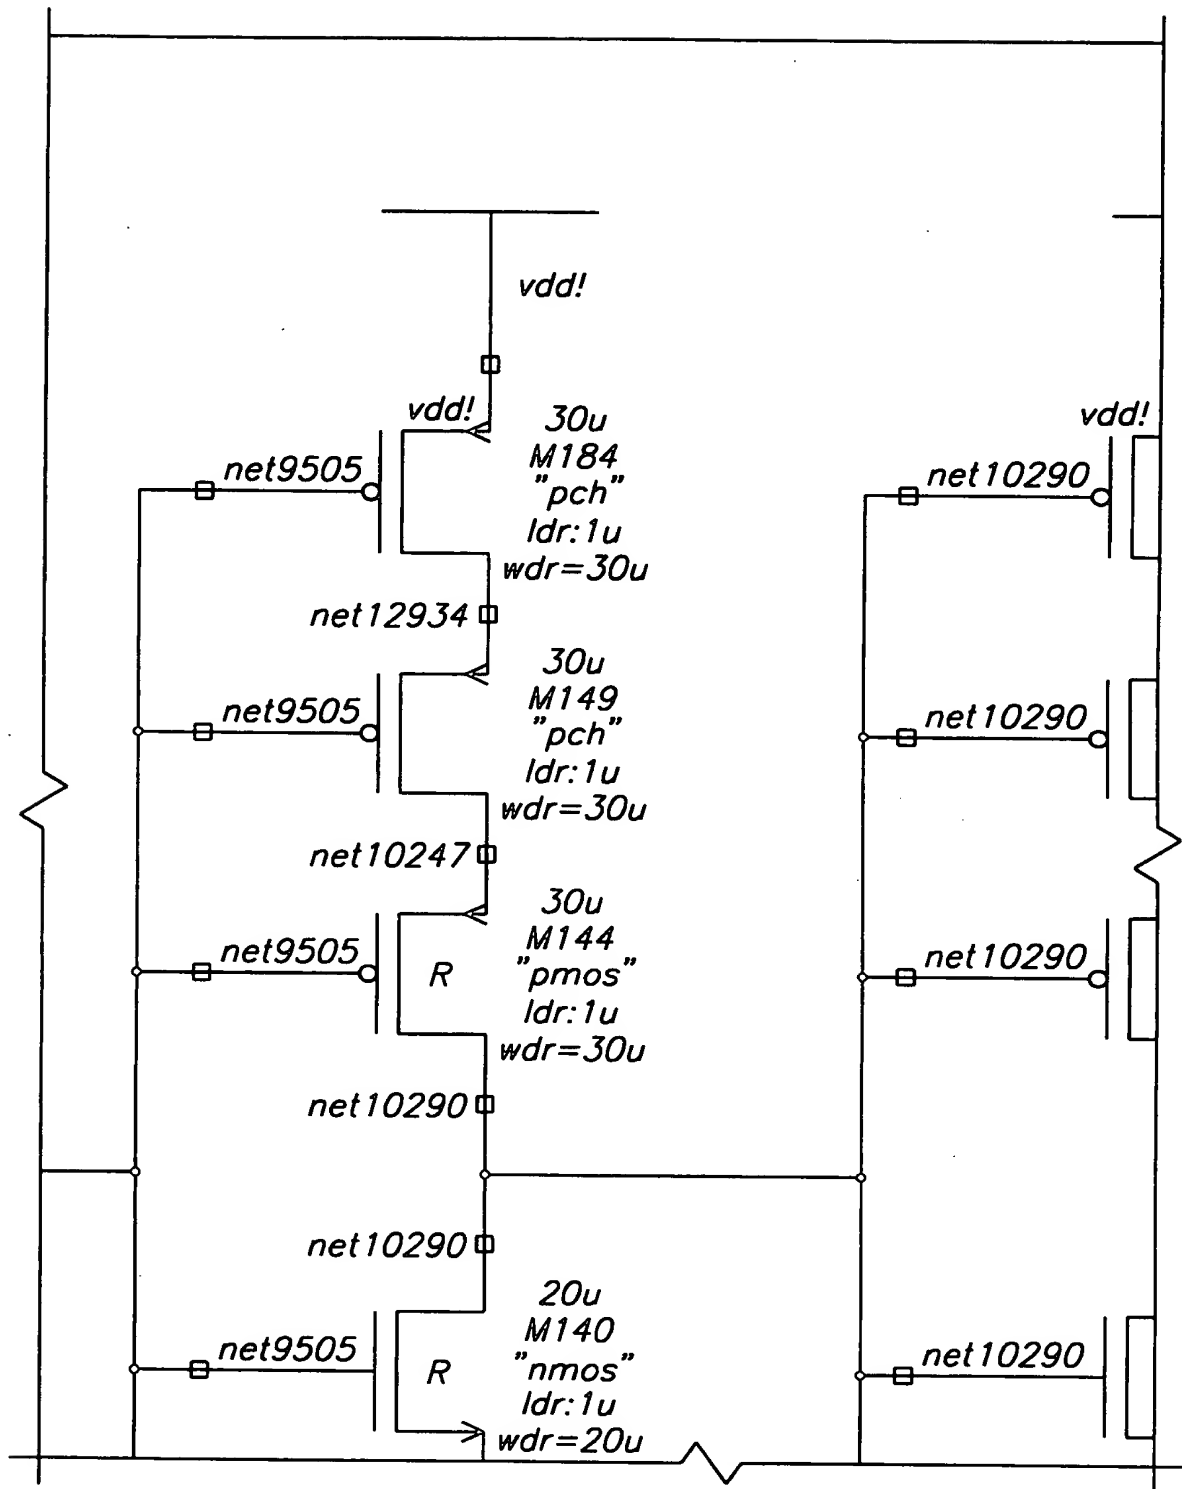 vdd!
vdd!
30u
M184
"pch"
ldr:1u
wdr=30u
net9505
net12934
30u
M149
"pch"
ldr:1u
wdr=30u
net9505
net10247
30u
M144
"pmos"
ldr:1u
wdr=30u
net9505
R
net10290
net10290
20u
M140
"nmos"
ldr:1u
wdr=20u
net9505
R
vdd!
net10290
net10290
net10290
net10290